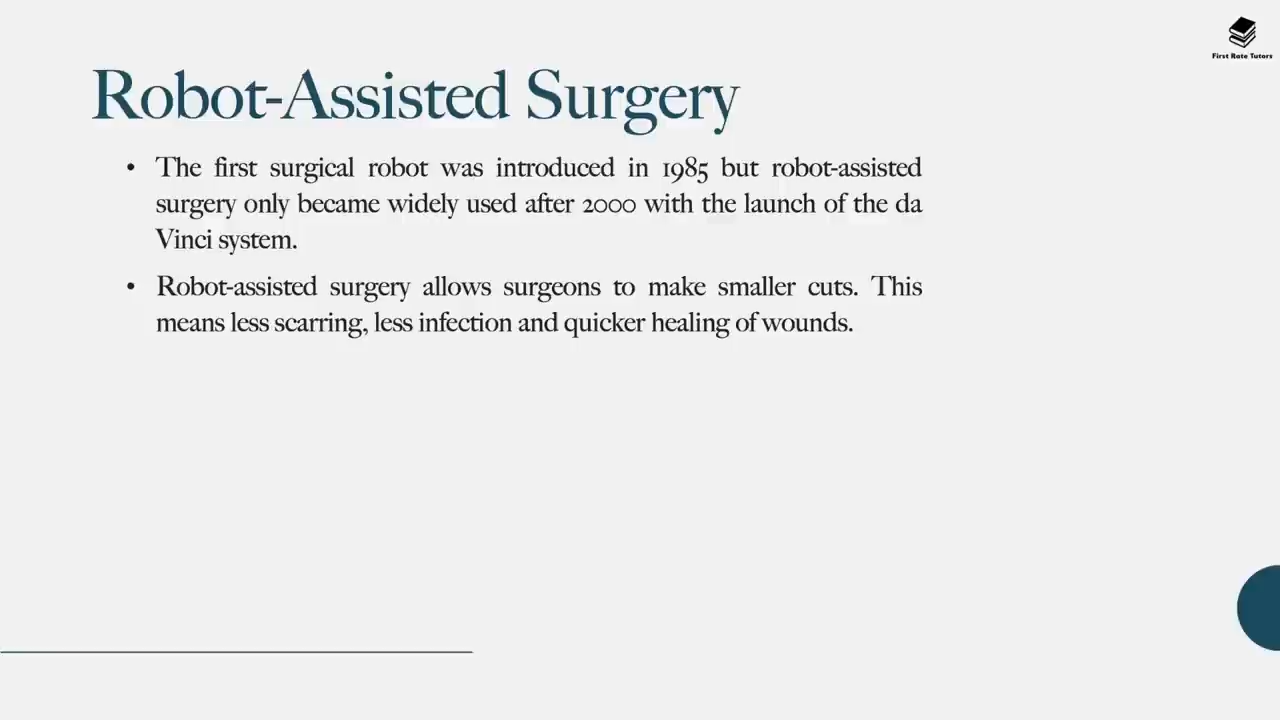 First Rate Tutors
Robot-Assisted Surgery
• The first surgical robot was introduced in 1985 but robot-assisted
surgery only became widely used after 2000 with the launch of the da
Vinci system.
• Robot-assisted surgery allows surgeons to make smaller cuts. This
means less scarring, less infection and quicker healing of wounds.